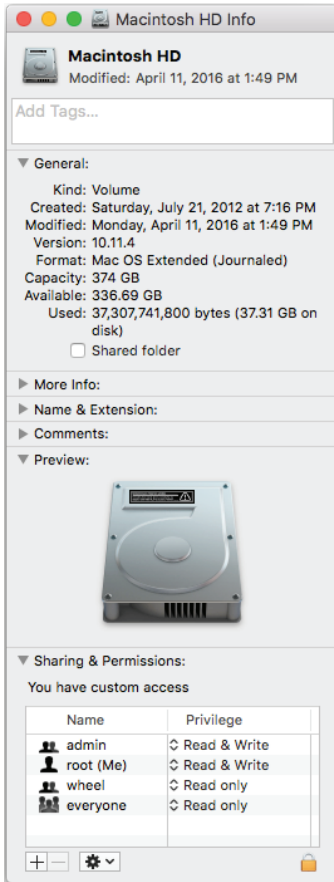 Macintosh HD Info
Macintosh HD
Modified: April 11, 2016 at 1:49 PM
Add Tags...
General:
Kind: Volume
Created: Saturday, July 21, 2012 at 7:16 PM
Modified: Monday, April 11, 2016 at 1:49 PM
Version: 10.11.4
Format: Mac OS Extended (Journaled)
Capacity: 374 GB
Available: 336.69 GB
Used: 37,307,741,800 bytes (37.31 GB on
disk)
Shared folder
More Info:
Name & Extension:
Comments:
Preview:
Sharing & Permissions:
You have custom access
Name Privilege
admin Read & Write
root (Me) Read & Write
wheel Read only
everyone Read only